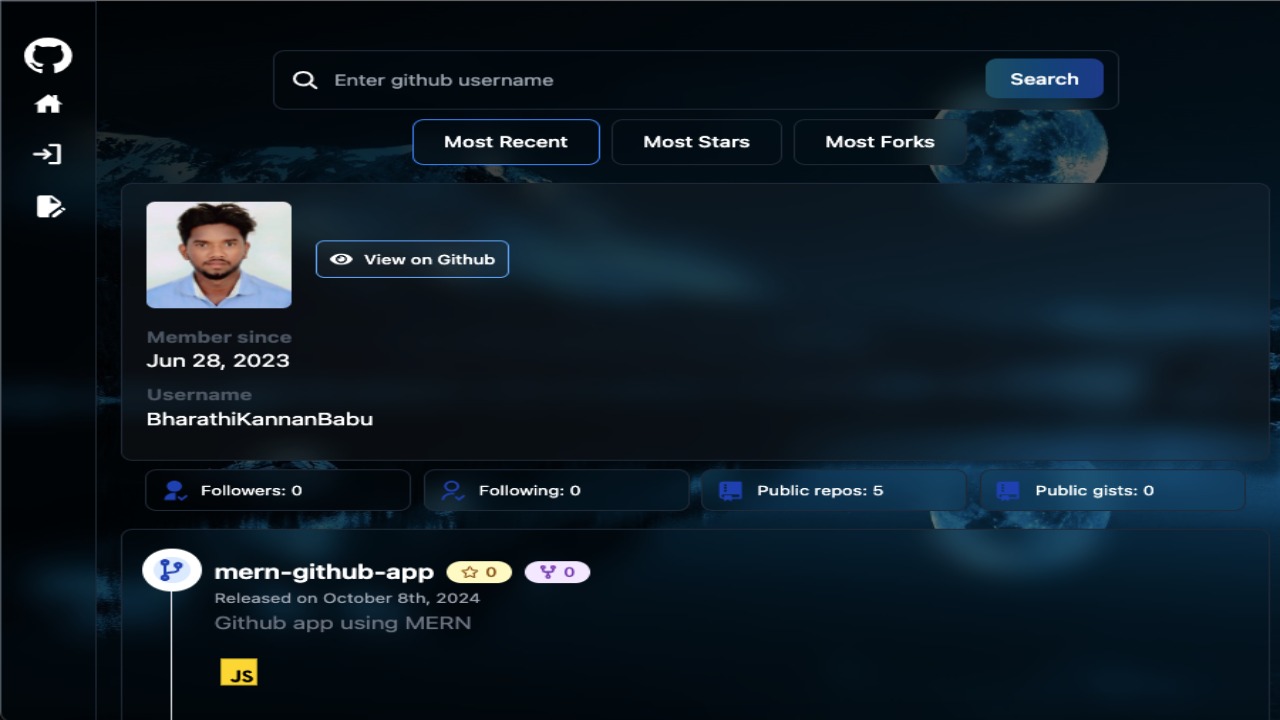 Enter github username
Search
Most Recent
Most Stars
Most Forks
View on Github
Member since
Jun 28, 2023
Username
BharathiKannanBabu
Followers: 0
Following: 0
Public repos: 5
Public gists: 0
mern-github-app
0
0
Released on October 8th, 2024
Github app using MERN
JS